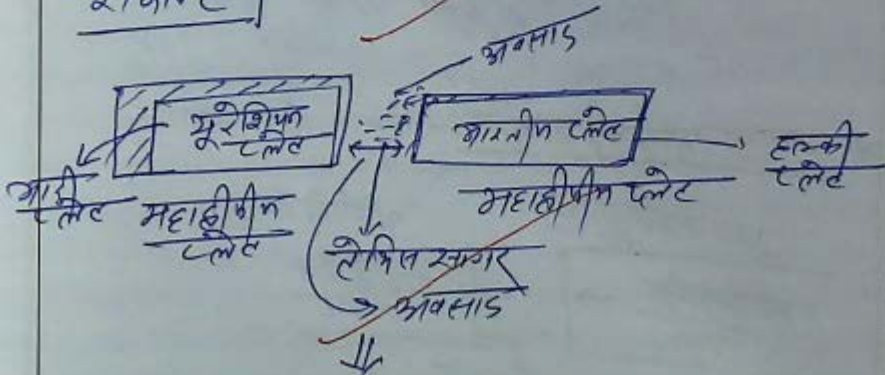 अवसाद
यूरेशियन प्लेट
भारतीय प्लेट
हल्की प्लेट
भारी प्लेट
महाद्वीपीय प्लेट
महाद्वीपीय प्लेट
टेथिस सागर
अवसाद